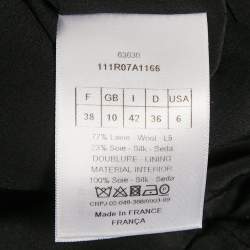 63630
111R07A1166
F GB I D USA
38 10 42 36 6
77% Laine - Wool - Lã
23% Soie - Silk - Seda
DOUBLURE - LINING
MATERIAL INTERIOR
100% Soie - Silk - Seda
Made In FRANCE
FRANÇA